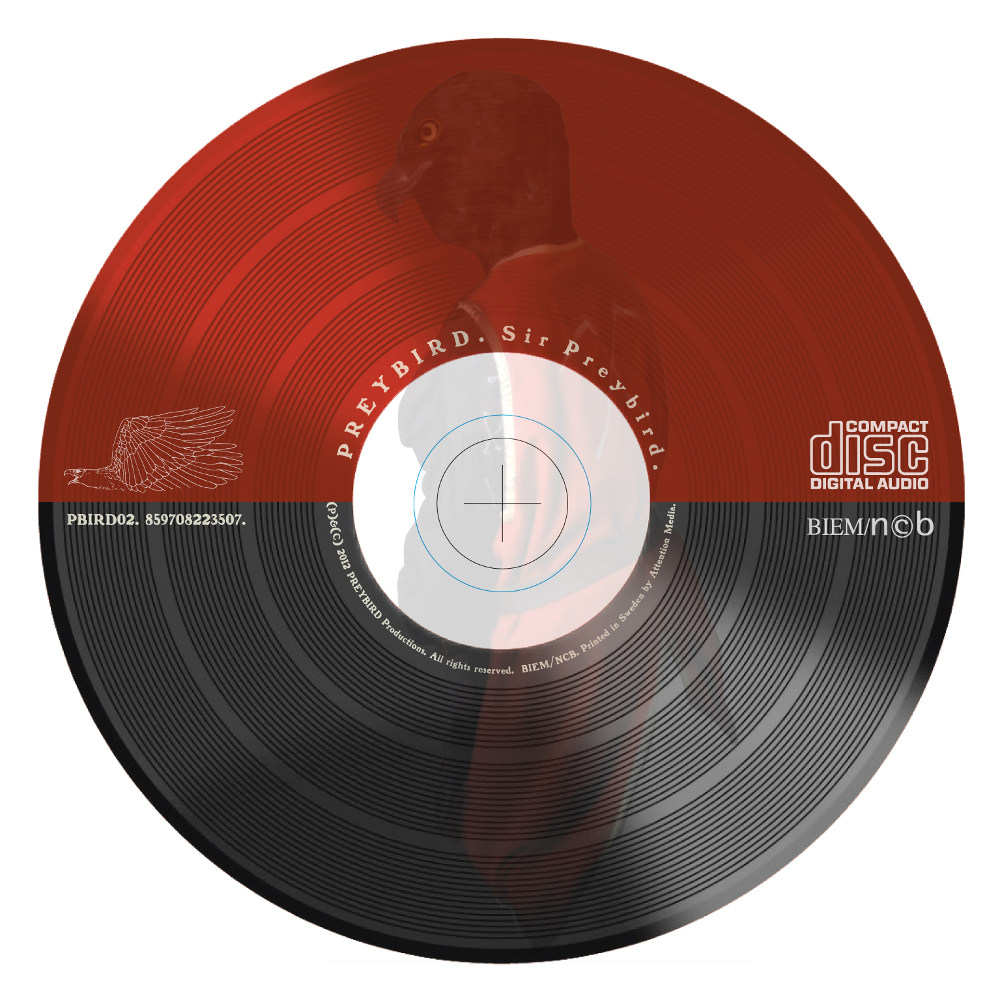 PREYBIRD. Sir Preybird.
COMPACT
disc
DIGITAL AUDIO
PBIRD02. 859708223507.
BIEM/n©b
(P)&(C) 2012 PREYBIRD Productions. All rights reserved. BIEM/NCB. Printed in Sweden by Attention Media.